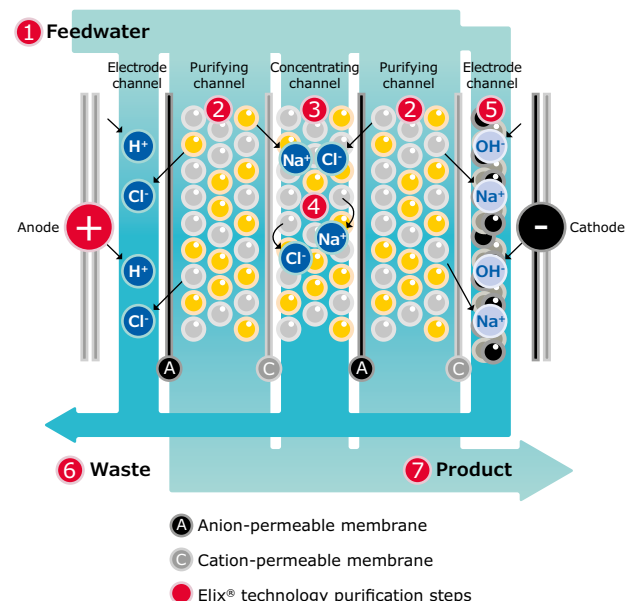 1 Feedwater
Electrode channel
Purifying channel
Concentrating channel
Purifying channel
Electrode channel
2
3
2
5
H+
Na+
Cl-
OH-
Cl-
Na+
4
Anode
+
Na+
-
Cathode
H+
Cl-
OH-
Cl-
Na+
A
C
A
C
6 Waste
7 Product
A Anion-permeable membrane
C Cation-permeable membrane
Elix® technology purification steps